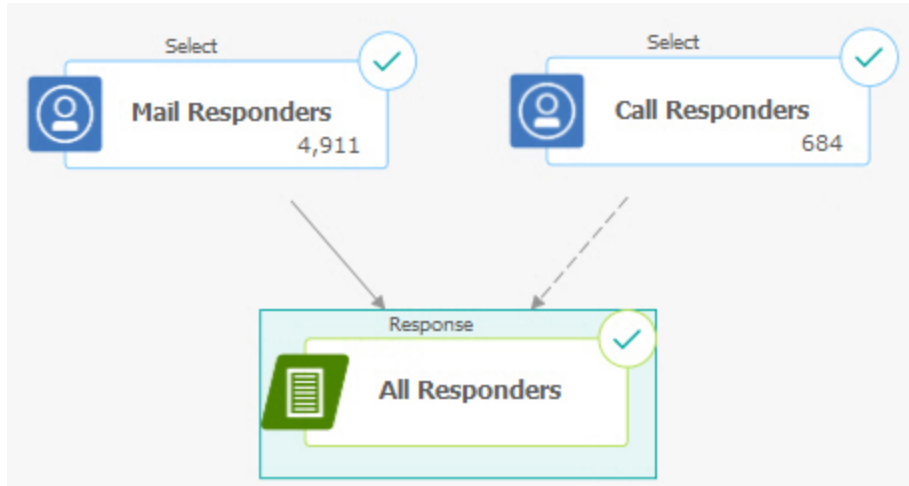 Select
Mail Responders
4,911
Select
Call Responders
684
Response
All Responders